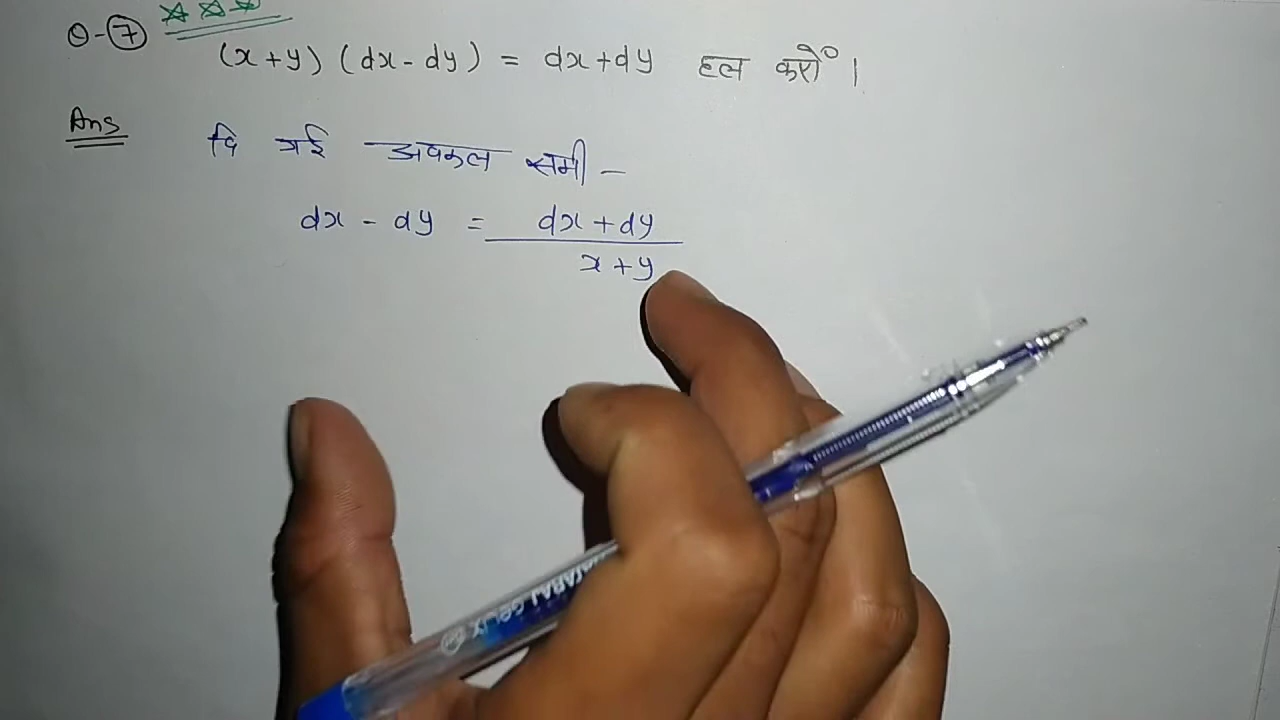 Q-7 (x+y) (dx-dy) = dx+dy हल करों ।
Ans दि गई अवकल समी -
dx - dy = dx+dy
x+y